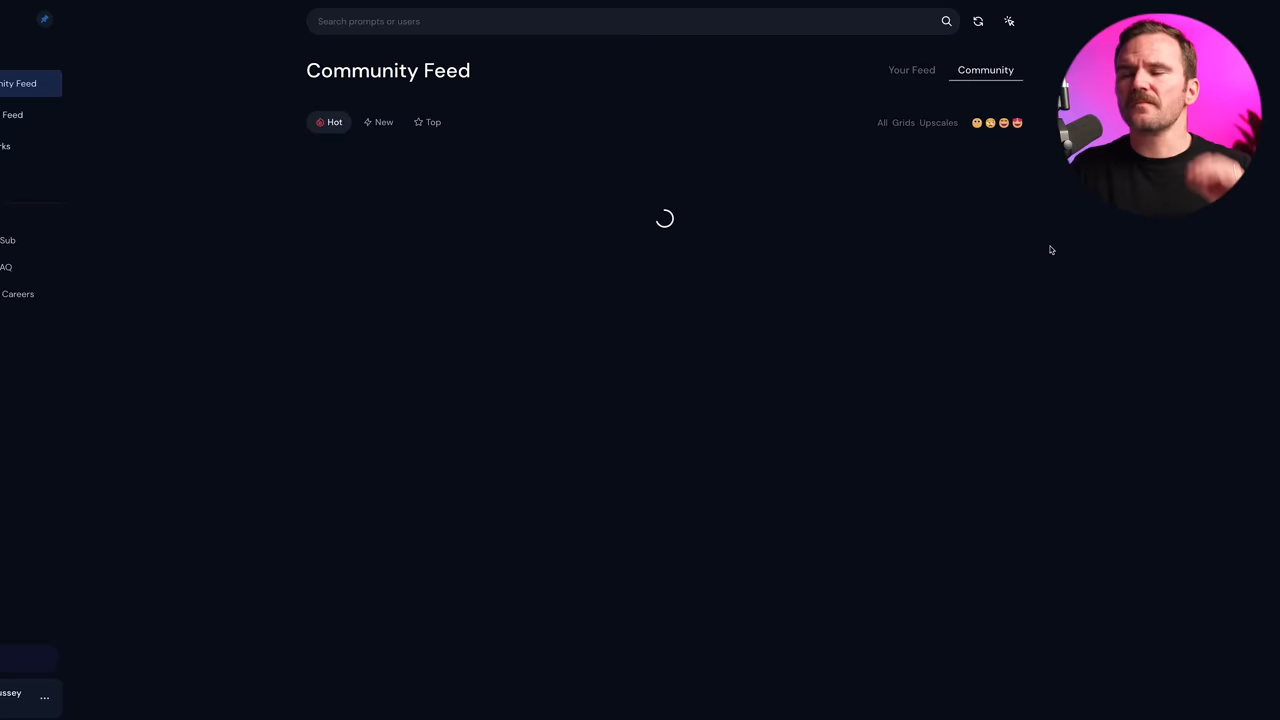 Search prompts or users
Community Feed
Your Feed
Community
Hot
New
Top
All Grids Upscales
nity Feed
Feed
rks
Sub
AQ
Careers
ussey